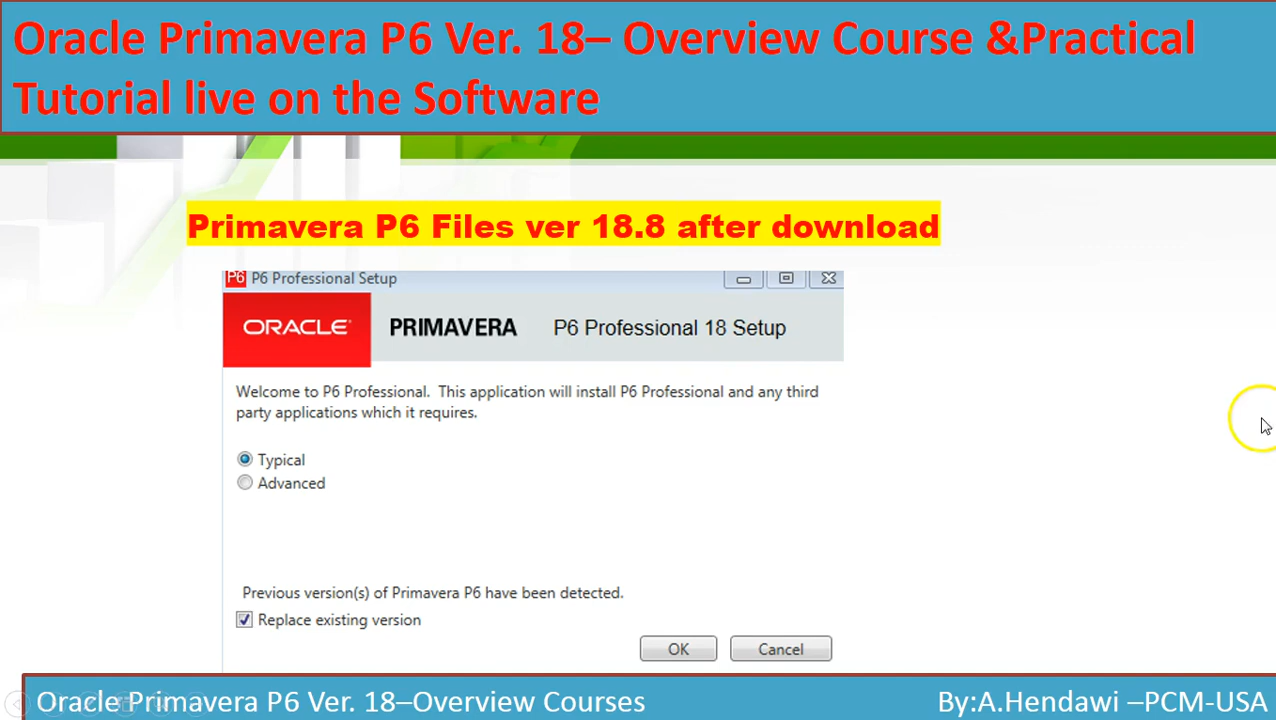 Oracle Primavera P6 Ver. 18– Overview Course &Practical
Tutorial live on the Software
Primavera P6 Files ver 18.8 after download
P6 P6 Professional Setup
ORACLE PRIMAVERA P6 Professional 18 Setup
Welcome to P6 Professional. This application will install P6 Professional and any third
party applications which it requires.
Typical
Advanced
Previous version(s) of Primavera P6 have been detected.
Replace existing version
OK Cancel
Oracle Primavera P6 Ver. 18–Overview Courses By:A.Hendawi –PCM-USA